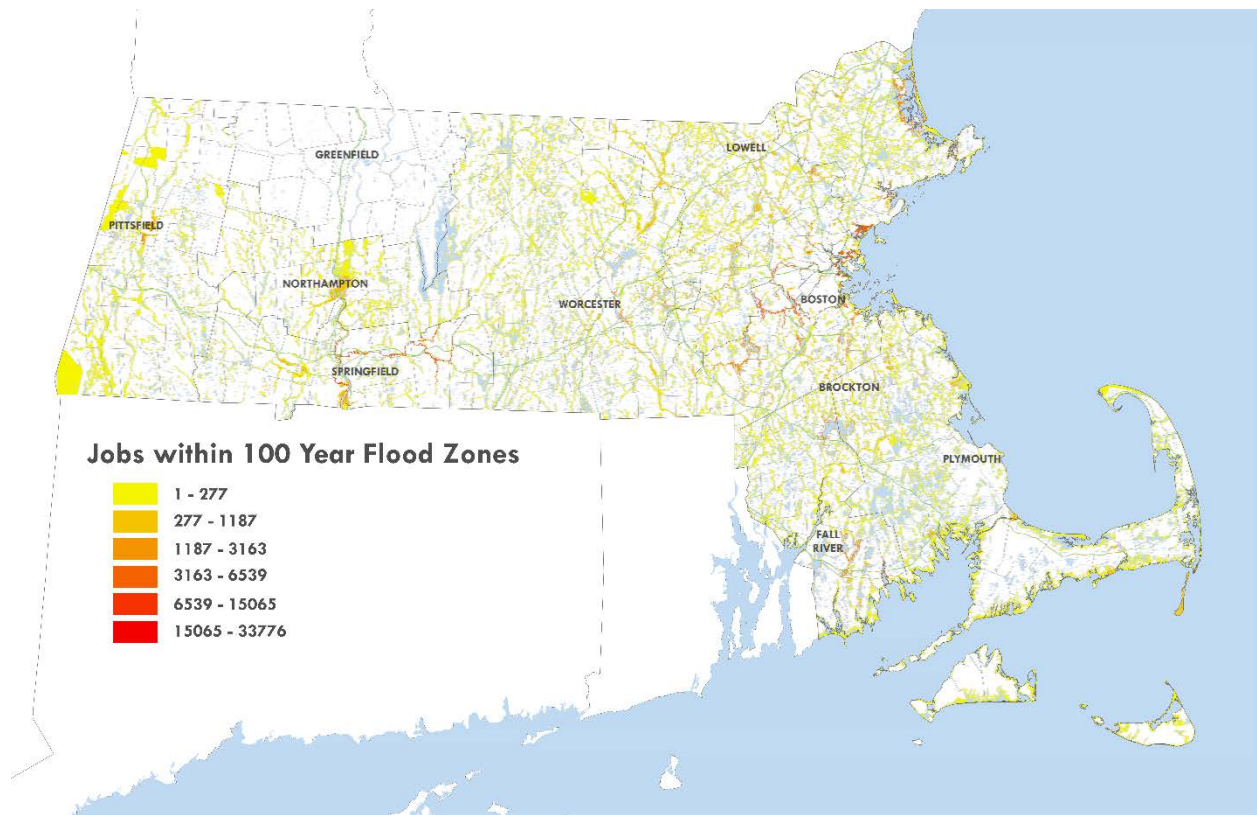 GREENFIELD
LOWELL
PITTSFIELD
NORTHAMPTON
WORCESTER
BOSTON
SPRINGFIELD
BROCKTON
Jobs within 100 Year Flood Zones
PLYMOUTH
1 - 277
277 - 1187
FALL
RIVER
1187 - 3163
3163 - 6539
6539 - 15065
15065 - 33776